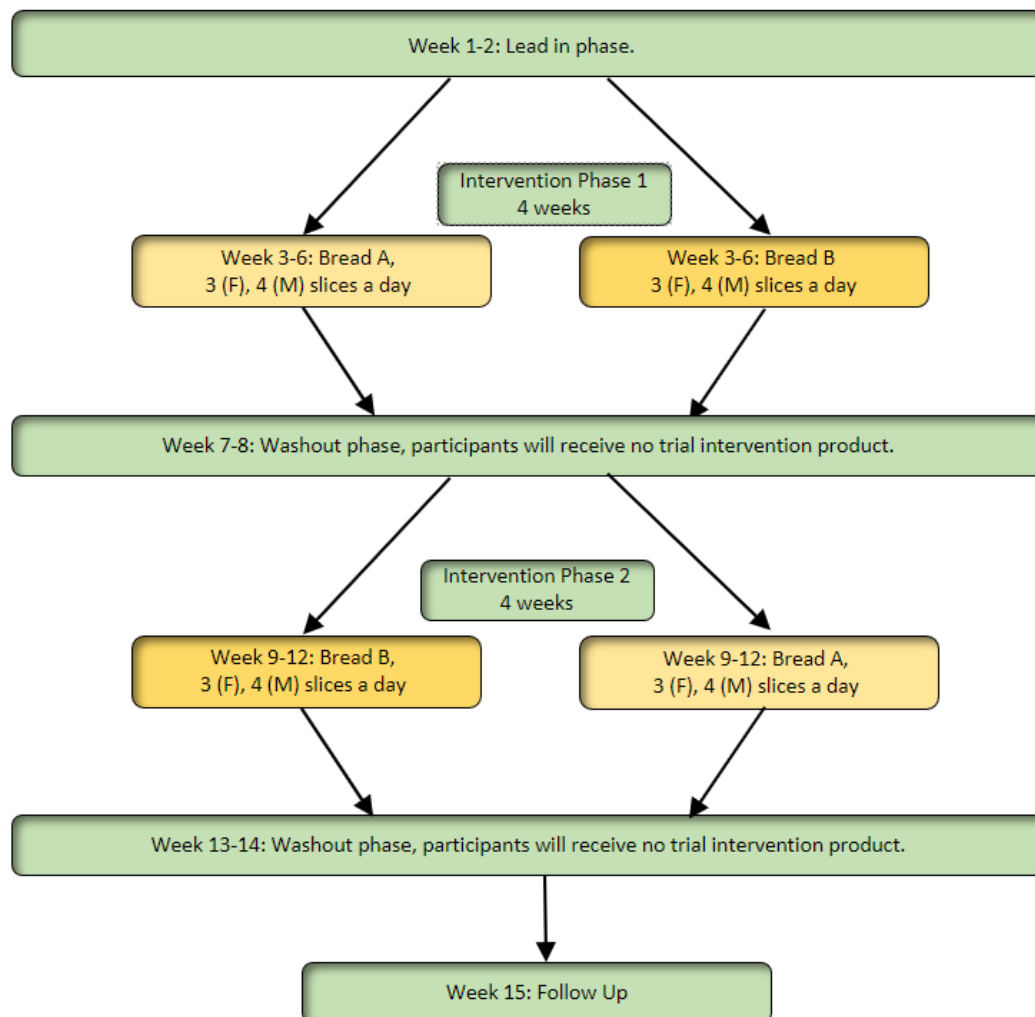 Week 1-2: Lead in phase.
Intervention Phase 1
4 weeks
Week 3-6: Bread A,
3 (F), 4 (M) slices a day
Week 3-6: Bread B
3 (F), 4 (M) slices a day
Week 7-8: Washout phase, participants will receive no trial intervention product.
Intervention Phase 2
4 weeks
Week 9-12: Bread B,
3 (F), 4 (M) slices a day
Week 9-12: Bread A,
3 (F), 4 (M) slices a day
Week 13-14: Washout phase, participants will receive no trial intervention product.
Week 15: Follow Up